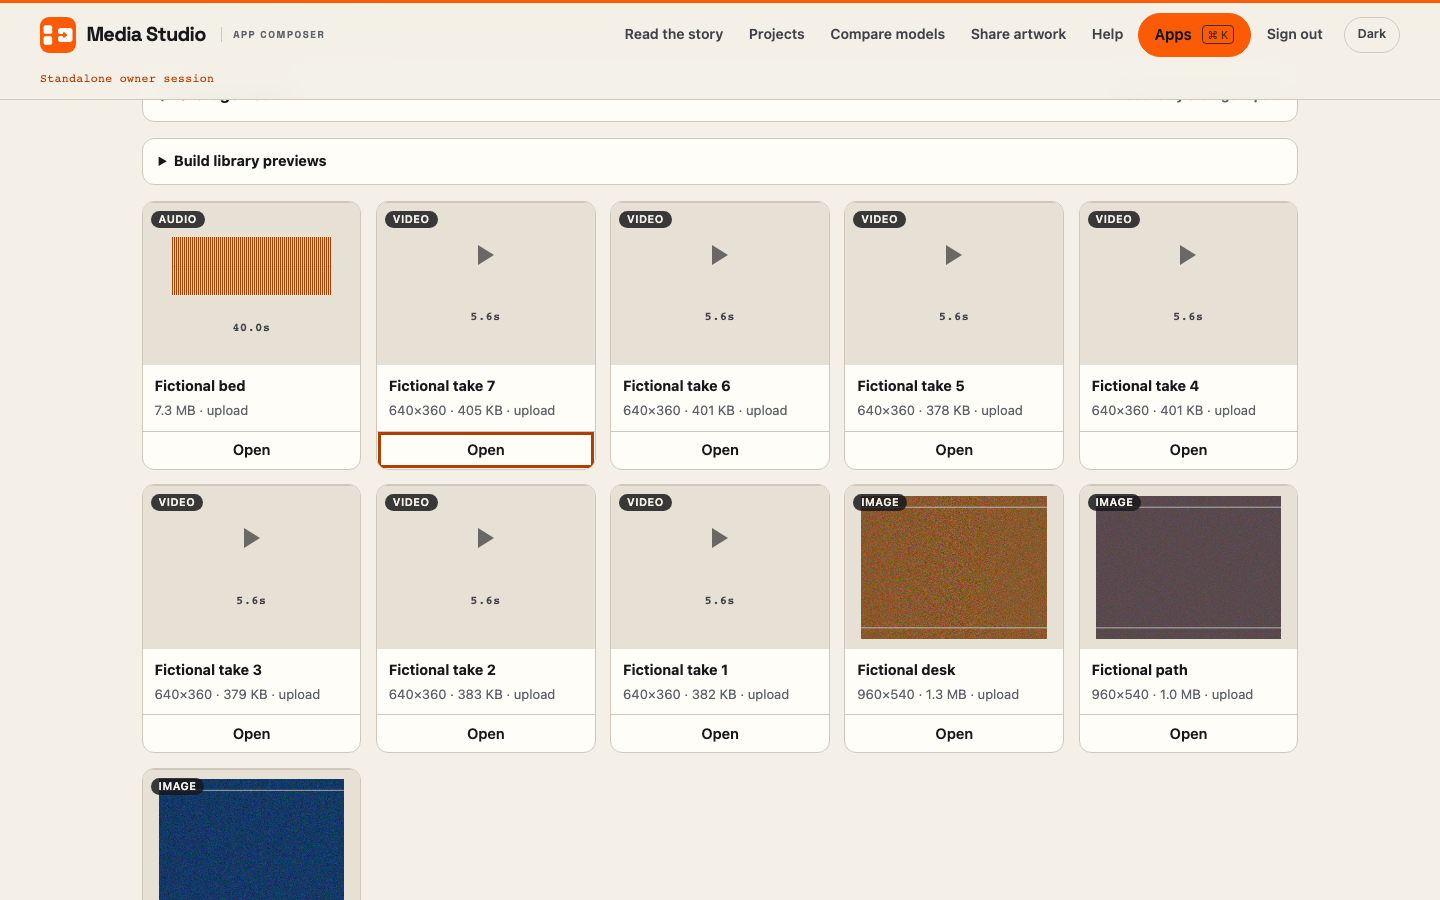 Media Studio
APP COMPOSER
Read the story
Projects
Compare models
Share artwork
Help
Apps ⌘ K
Sign out
Dark
Standalone owner session
Build library previews
AUDIO
VIDEO
VIDEO
VIDEO
VIDEO
40.0s
5.6s
5.6s
5.6s
5.6s
Fictional bed
Fictional take 7
Fictional take 6
Fictional take 5
Fictional take 4
7.3 MB · upload
640×360 · 405 KB · upload
640×360 · 401 KB · upload
640×360 · 378 KB · upload
640×360 · 401 KB · upload
Open
Open
Open
Open
Open
VIDEO
VIDEO
VIDEO
IMAGE
IMAGE
5.6s
5.6s
5.6s
Fictional take 3
Fictional take 2
Fictional take 1
Fictional desk
Fictional path
640×360 · 379 KB · upload
640×360 · 383 KB · upload
640×360 · 382 KB · upload
960×540 · 1.3 MB · upload
960×540 · 1.0 MB · upload
Open
Open
Open
Open
Open
IMAGE